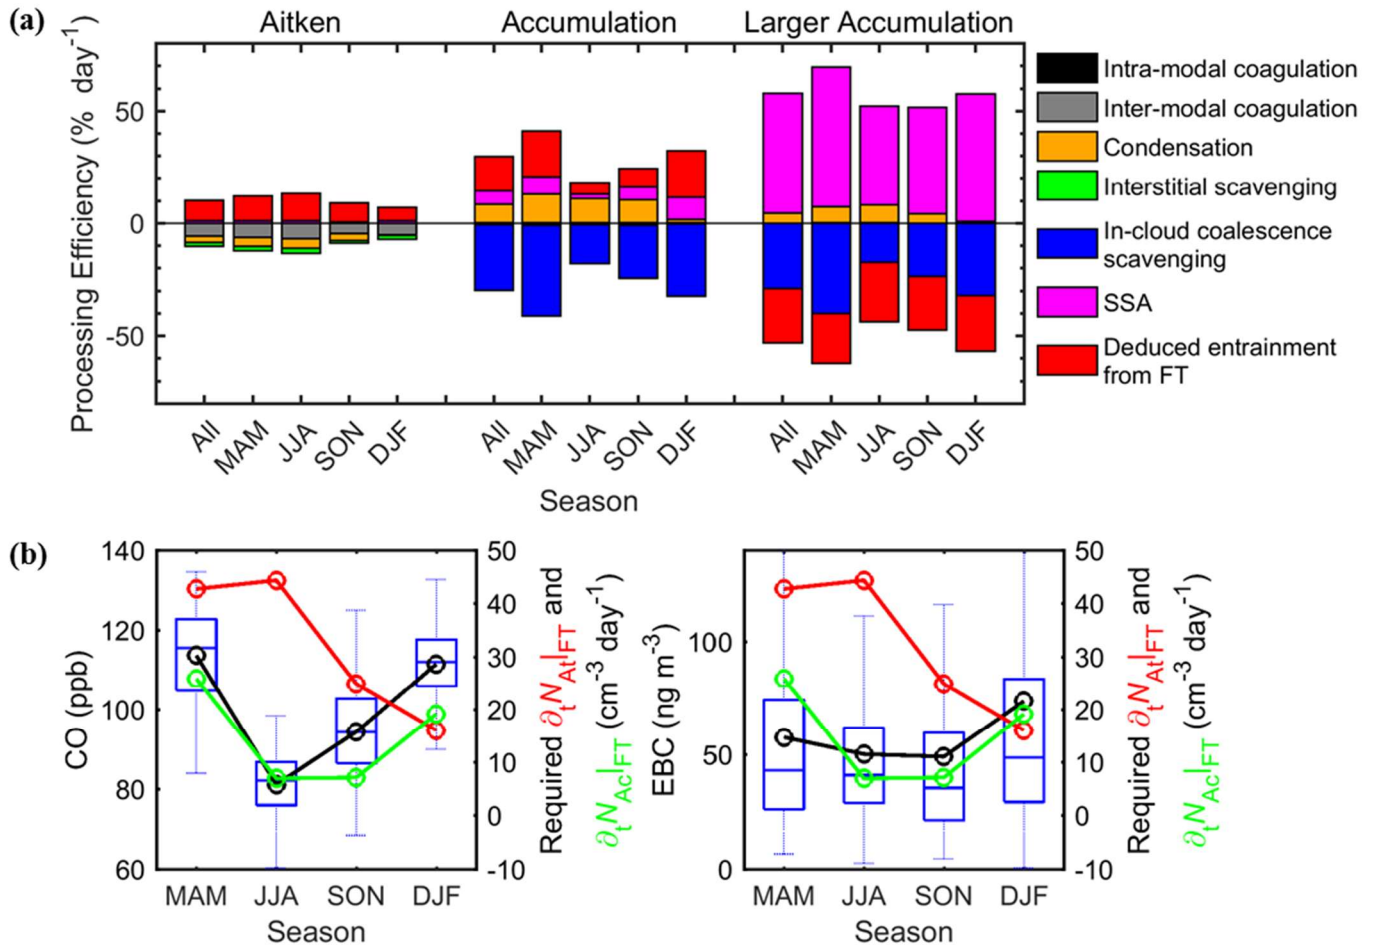 (a)
Aitken Accumulation Larger Accumulation
Processing Efficiency (% day-1)
50
0
-50
All MAM JJA SON DJF All MAM JJA SON DJF All MAM JJA SON DJF
Season
Intra-modal coagulation
Inter-modal coagulation
Condensation
Interstitial scavenging
In-cloud coalescence
scavenging
SSA
Deduced entrainment
from FT
(b)
CO (ppb)
140
120
100
80
60
MAM JJA SON DJF
Season
50
40
30
20
10
0
-10
Required ∂tNAt|FT and
∂tNAc|FT (cm-3 day-1)
EBC (ng m-3)
100
50
0
MAM JJA SON DJF
Season
50
40
30
20
10
0
-10
Required ∂tNAt|FT and
∂tNAc|FT (cm-3 day-1)